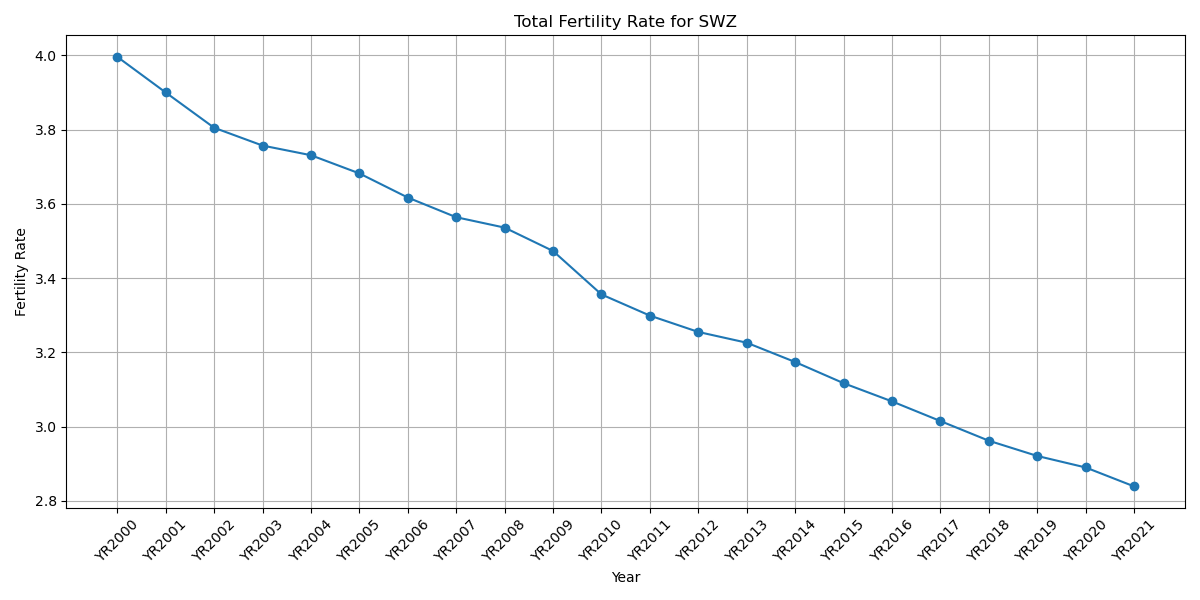 Total Fertility Rate for SWZ
Fertility Rate
4.0
3.8
3.6
3.4
3.2
3.0
2.8
YR2000
YR2001
YR2002
YR2003
YR2004
YR2005
YR2006
YR2007
YR2008
YR2009
YR2010
YR2011
YR2012
YR2013
YR2014
YR2015
YR2016
YR2017
YR2018
YR2019
YR2020
YR2021
Year